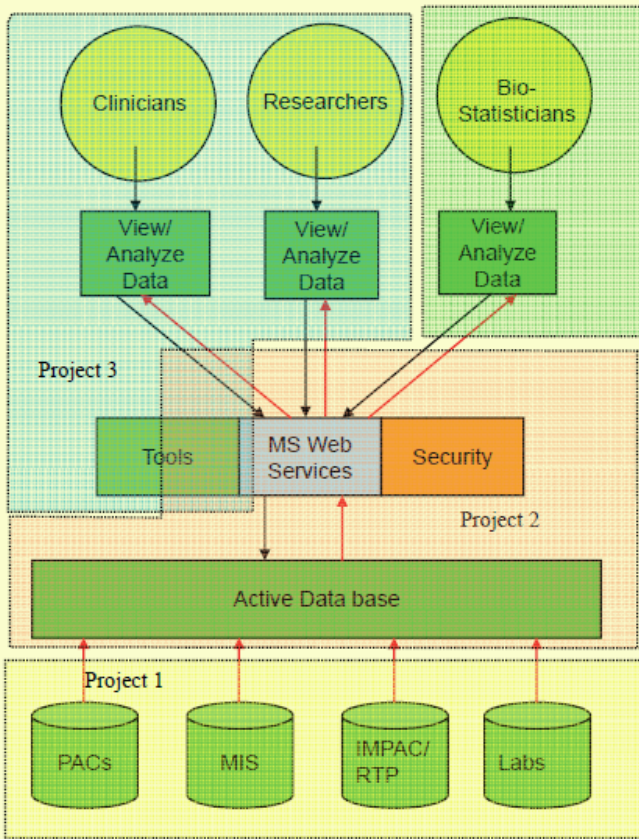 Clinicians
Researchers
Bio-
Statisticians
View/
Analyze
Data
View/
Analyze
Data
View/
Analyze
Data
Project 3
Tools
MS Web
Services
Security
Project 2
Active Data base
Project 1
PACs
MIS
IMPAC/
RTP
Labs